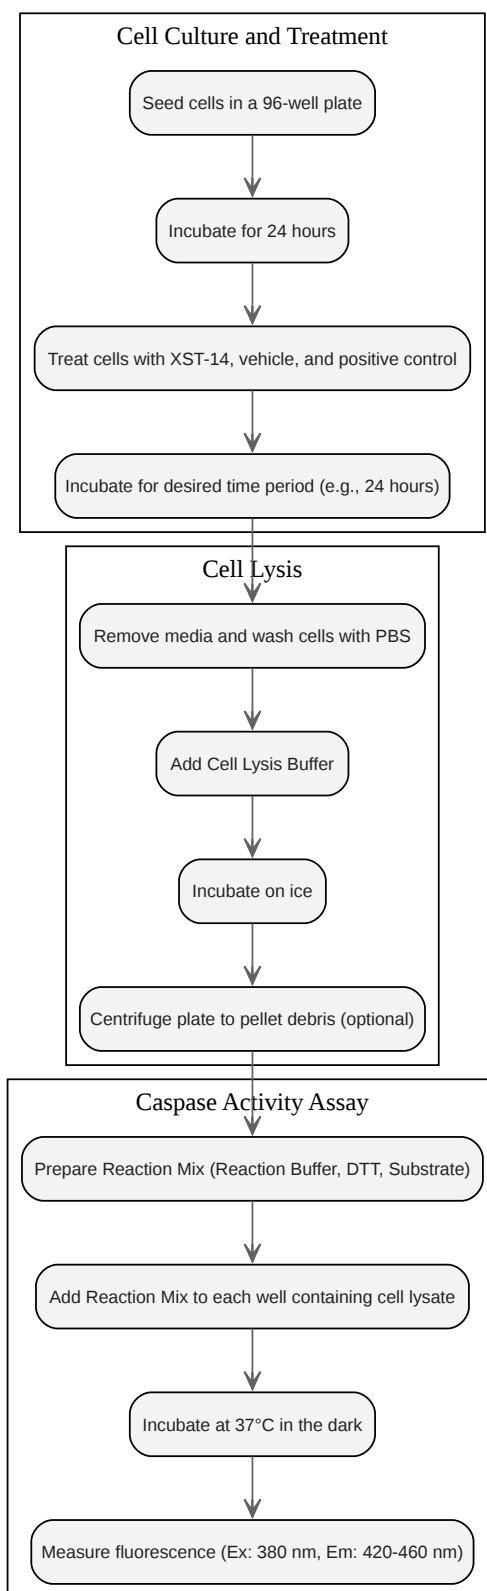 Cell Culture and Treatment
Seed cells in a 96-well plate
Incubate for 24 hours
Treat cells with XST-14, vehicle, and positive control
Incubate for desired time period (e.g., 24 hours)
Cell Lysis
Remove media and wash cells with PBS
Add Cell Lysis Buffer
Incubate on ice
Centrifuge plate to pellet debris (optional)
Caspase Activity Assay
Prepare Reaction Mix (Reaction Buffer, DTT, Substrate)
Add Reaction Mix to each well containing cell lysate
Incubate at 37°C in the dark
Measure fluorescence (Ex: 380 nm, Em: 420-460 nm)